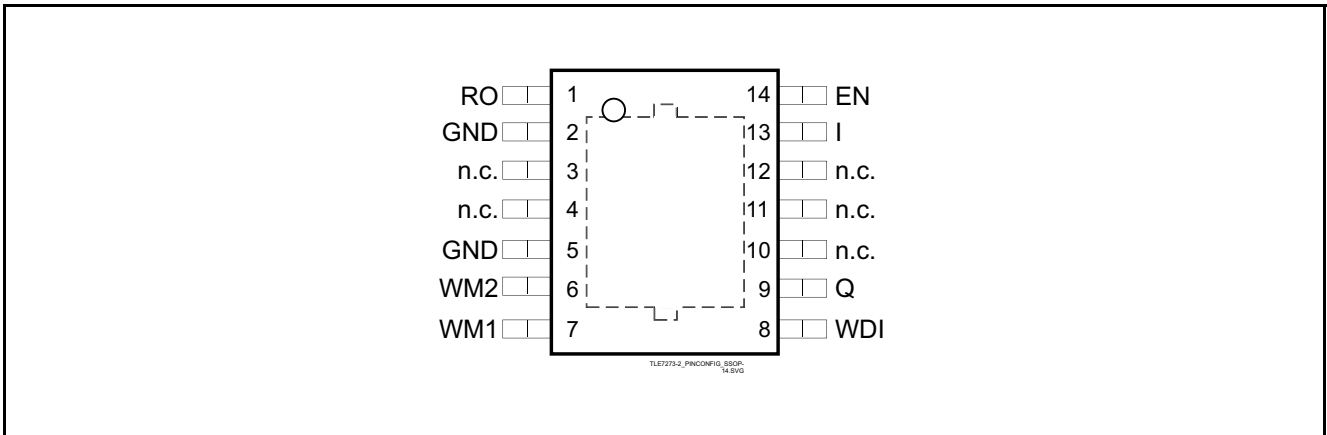 RO 1 14 EN
GND 2 13 I
n.c. 3 12 n.c.
n.c. 4 11 n.c.
GND 5 10 n.c.
WM2 6 9 Q
WM1 7 8 WDI
TLE7273-2_PINCONFIG_SSOP-
14.SVG